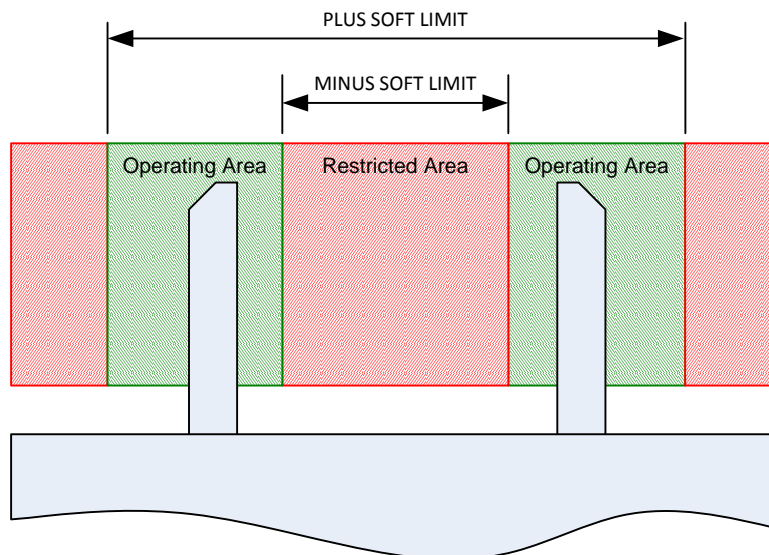 PLUS SOFT LIMIT
MINUS SOFT LIMIT
Operating Area
Restricted Area
Operating Area